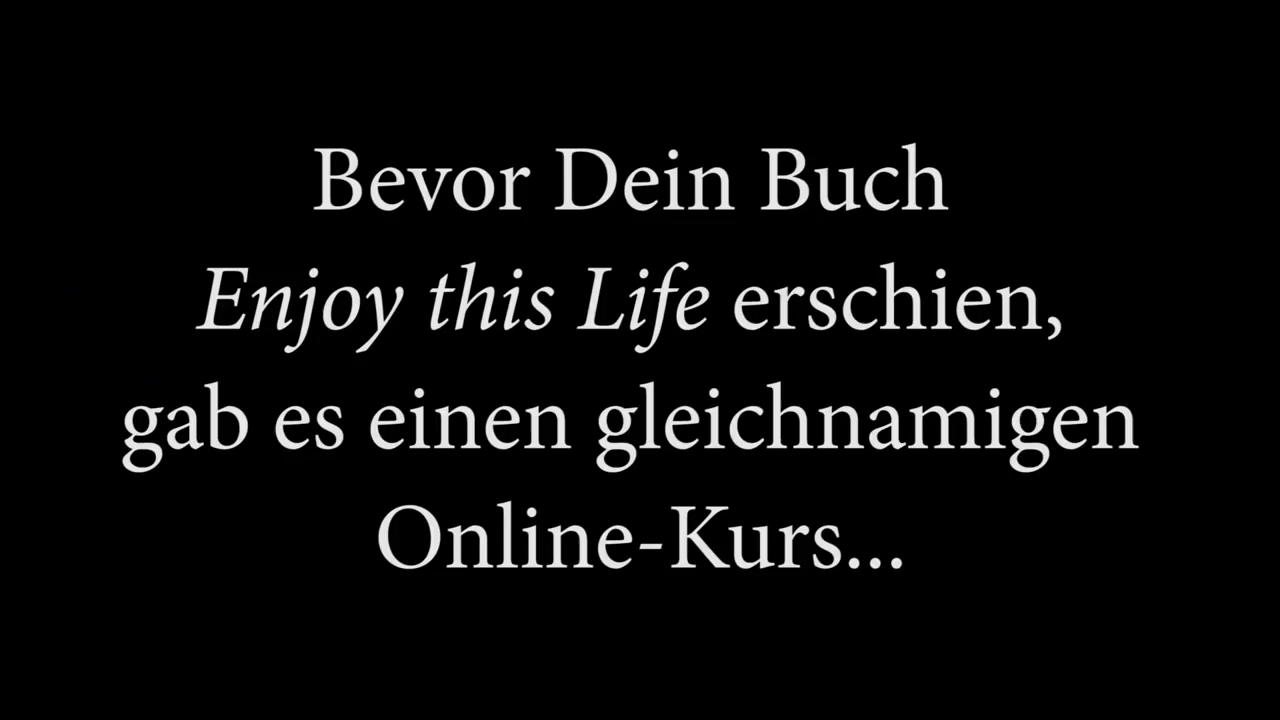 Bevor Dein Buch
Enjoy this Life erschien,
gab es einen gleichnamigen
Online-Kurs...